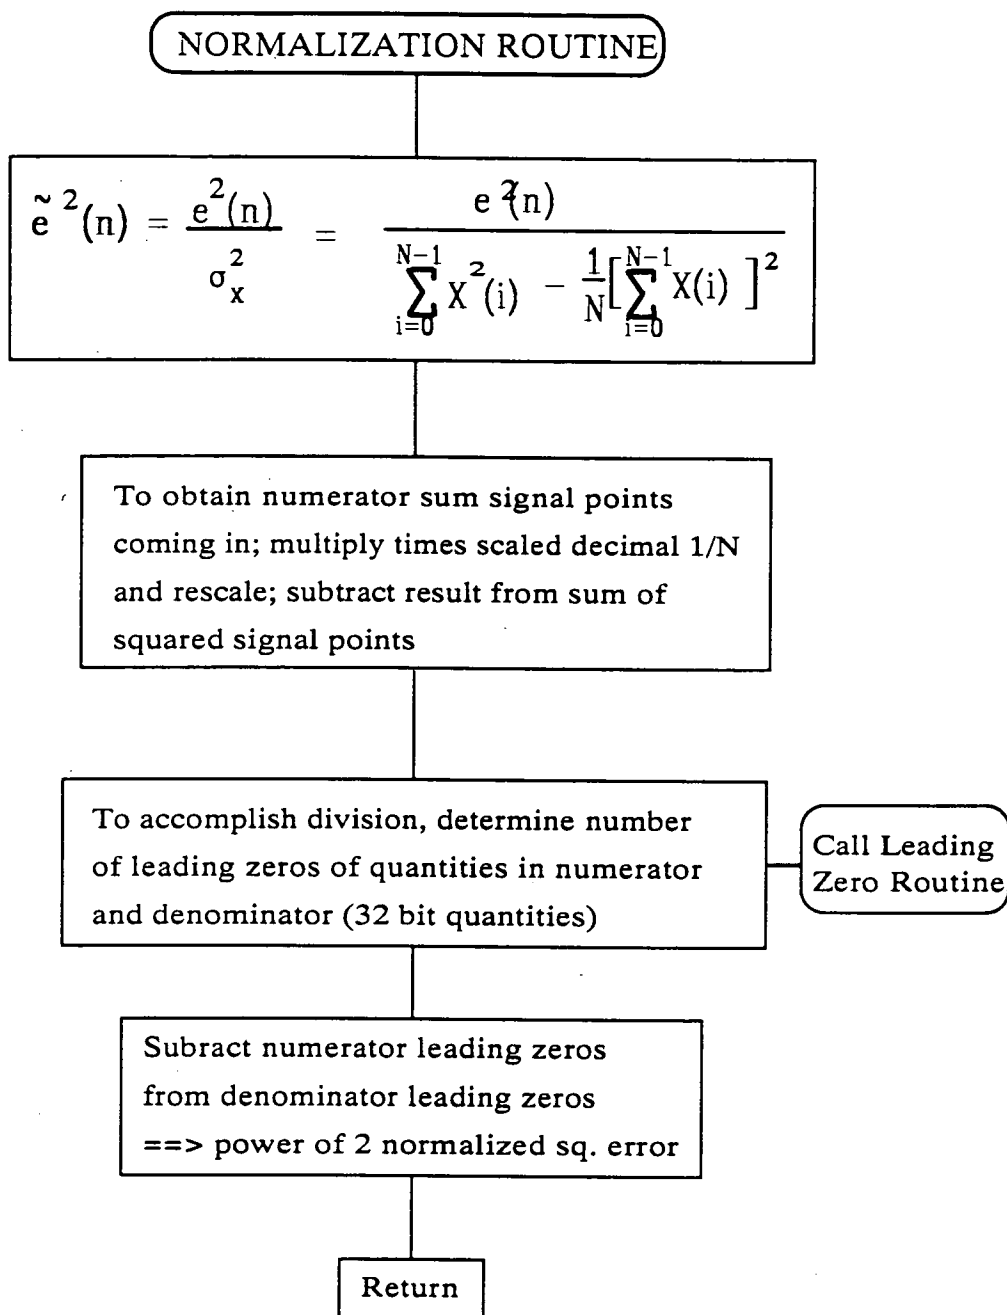 NORMALIZATION ROUTINE
ẽ ²(n) = e²(n) / σ²ₓ = e²(n) / ∑_{i=0}^{N-1} X²(i) − 1/N [∑_{i=0}^{N-1} X(i) ]²
To obtain numerator sum signal points
coming in; multiply times scaled decimal 1/N
and rescale; subtract result from sum of
squared signal points
To accomplish division, determine number
of leading zeros of quantities in numerator
and denominator (32 bit quantities)
Call Leading
Zero Routine
Subract numerator leading zeros
from denominator leading zeros
==> power of 2 normalized sq. error
Return